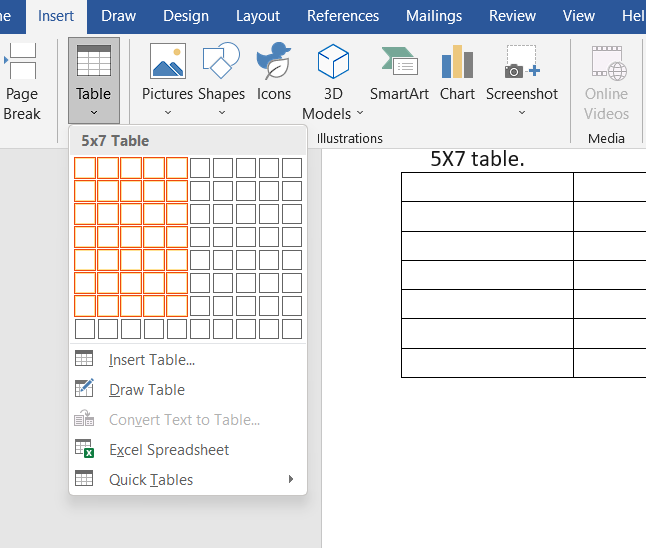 Insert Draw Design Layout References Mailings Review View Hel
Page Break
Table
Pictures Shapes Icons 3D Models SmartArt Chart Screenshot
Online Videos
Illustrations
Media
5x7 Table
5X7 table.
Insert Table...
Draw Table
Convert Text to Table...
Excel Spreadsheet
Quick Tables